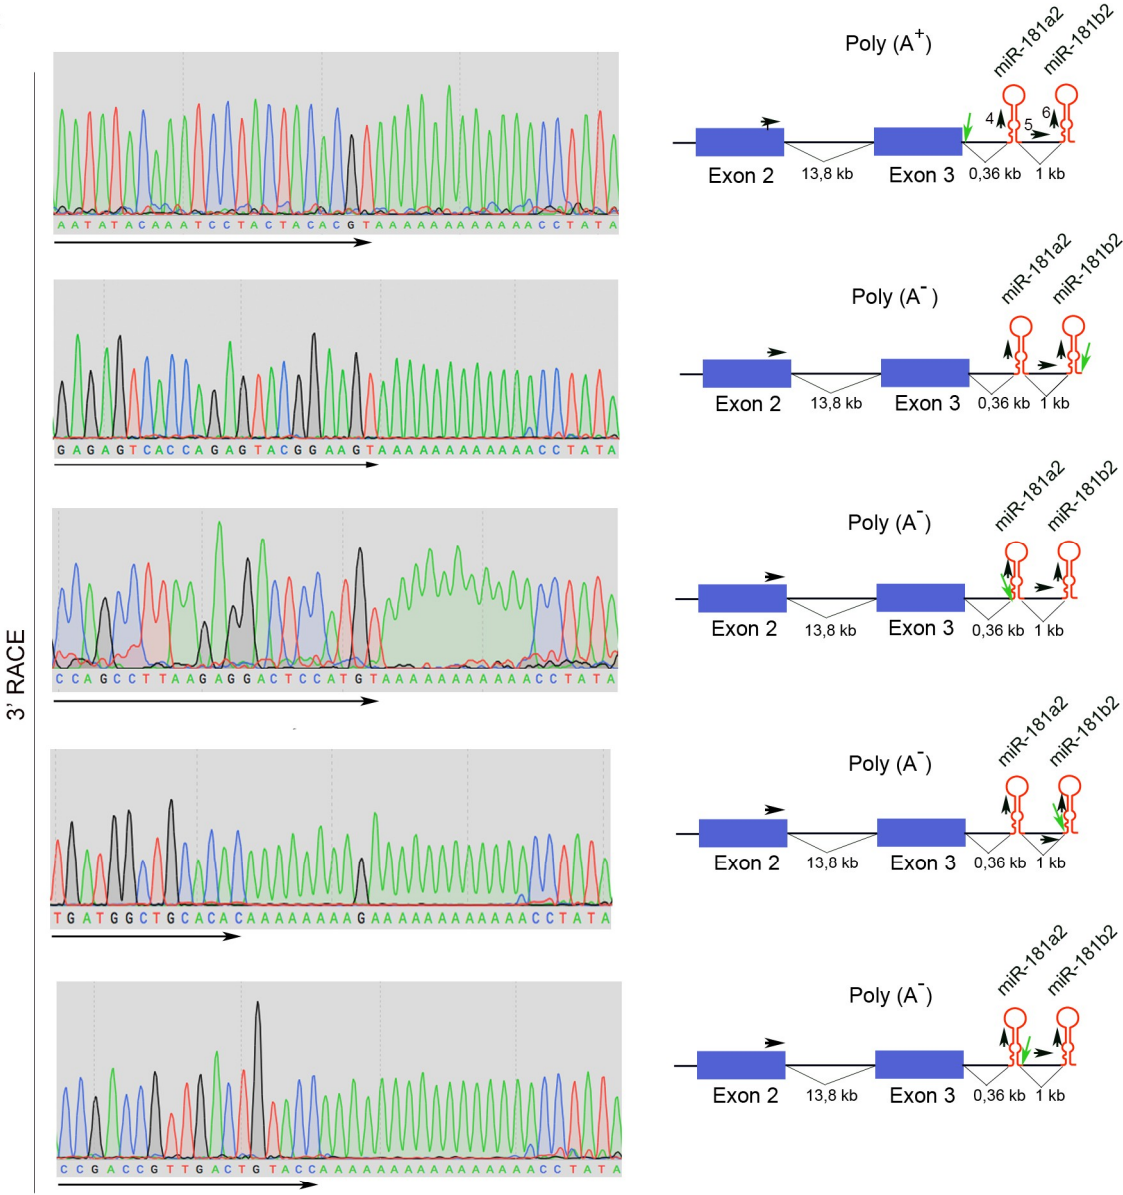 Poly (A+)
miR-181a2
miR-181b2
4
5
6
Exon 2
13,8 kb
Exon 3
0,36 kb
1 kb
AATATACAAATCCTACTACACGTAAAAAAAAAAAACCTATA
Poly (A-)
miR-181a2
miR-181b2
Exon 2
13,8 kb
Exon 3
0,36 kb
1 kb
GAGAGTCACCAGAGTACGGAAGTAAAAAAAAAAAACCTATA
3' RACE
Poly (A-)
miR-181a2
miR-181b2
Exon 2
13,8 kb
Exon 3
0,36 kb
1 kb
CCAGCCTTAAGAGGACTCCATGTAAAAAAAAAAACCTATA
Poly (A-)
miR-181a2
miR-181b2
Exon 2
13,8 kb
Exon 3
0,36 kb
1 kb
TGATGGCTGCACACAAAAAAAAGAAAAAAAAAAAACCTATA
Poly (A-)
miR-181a2
miR-181b2
Exon 2
13,8 kb
Exon 3
0,36 kb
1 kb
CCGACCGTTGACTGTACCAAAAAAAAAAAAAAACCTATA